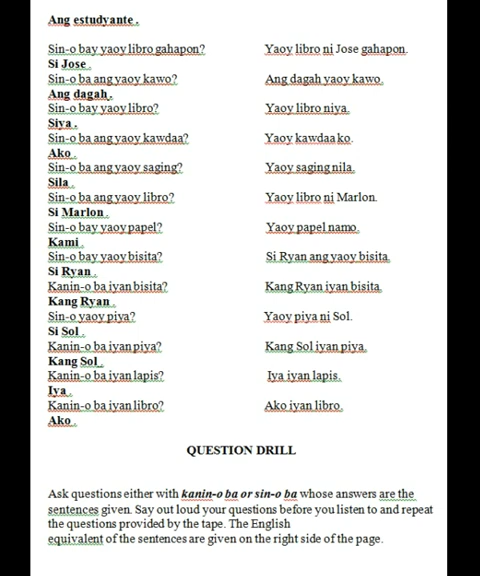 Ang estudyante .
Sin-o bay yaoy libro gahapon? Yaoy libro ni Jose gahapon.
Si Jose .
Sin-o ba ang yaoy kawo? Ang dagah yaoy kawo.
Ang dagah.
Sin-o bay yaoy libro? Yaoy libro niya.
Siya .
Sin-o ba ang yaoy kawdaa? Yaoy kawdaa ko.
Ako .
Sin-o ba ang yaoy saging? Yaoy saging nila.
Sila .
Sin-o ba ang yaoy libro? Yaoy libro ni Marlon.
Si Marlon .
Sin-o bay yaoy papel? Yaoy papel namo.
Kami .
Sin-o bay yaoy bisita? Si Ryan ang yaoy bisita.
Si Ryan .
Kanin-o ba iyan bisita? Kang Ryan iyan bisita.
Kang Ryan .
Sin-o yaoy piya? Yaoy piya ni Sol.
Si Sol .
Kanin-o ba iyan piya? Kang Sol iyan piya.
Kang Sol .
Kanin-o ba iyan lapis? Iya iyan lapis.
Iya .
Kanin-o ba iyan libro? Ako iyan libro.
Ako .
QUESTION DRILL
Ask questions either with kanin-o ba or sin-o ba whose answers are the
sentences given. Say out loud your questions before you listen to and repeat
the questions provided by the tape. The English
equivalent of the sentences are given on the right side of the page.